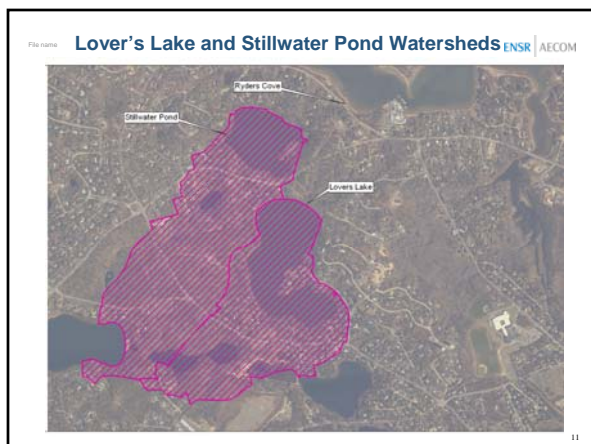 File name Lover's Lake and Stillwater Pond Watersheds ENSR AECOM
Ryders Cove
Stillwater Pond
Lovers Lake
11